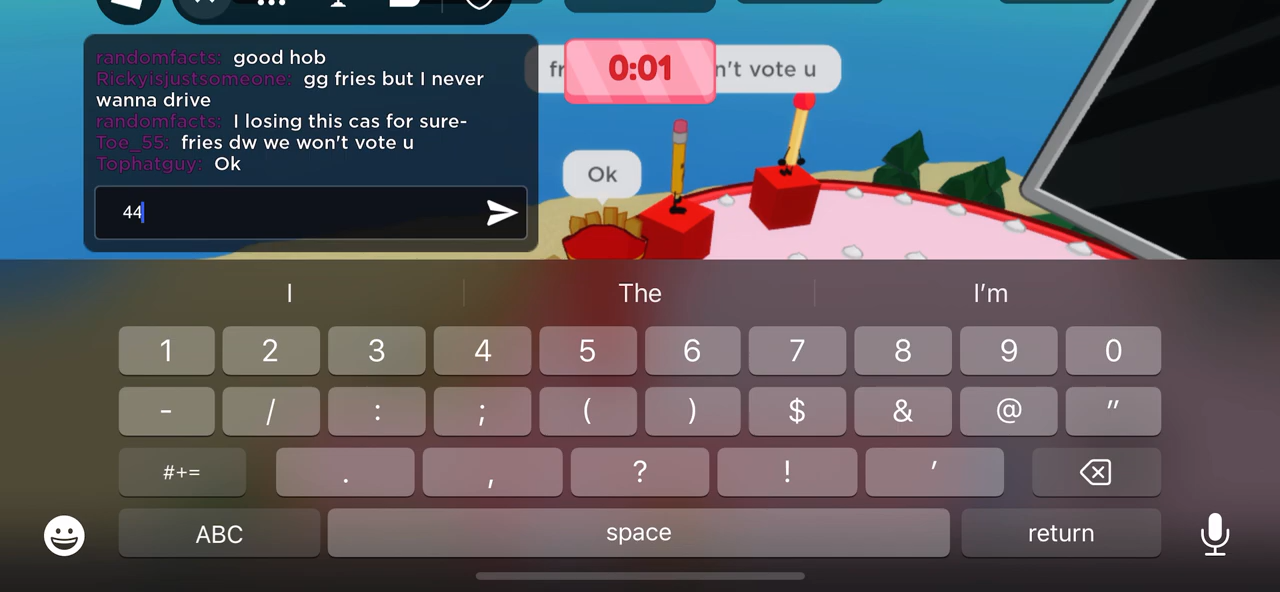 randomfacts: good hob
Rickyisjustsomeone: gg fries but I never
wanna drive
randomfacts: I losing this cas for sure-
Toe_55: fries dw we won't vote u
Tophatguy: Ok
44
fr
0:01
n't vote u
Ok
I The I'm
1 2 3 4 5 6 7 8 9 0
- / : ; ( ) $ & @ "
#+= . , ? ! '
ABC space return